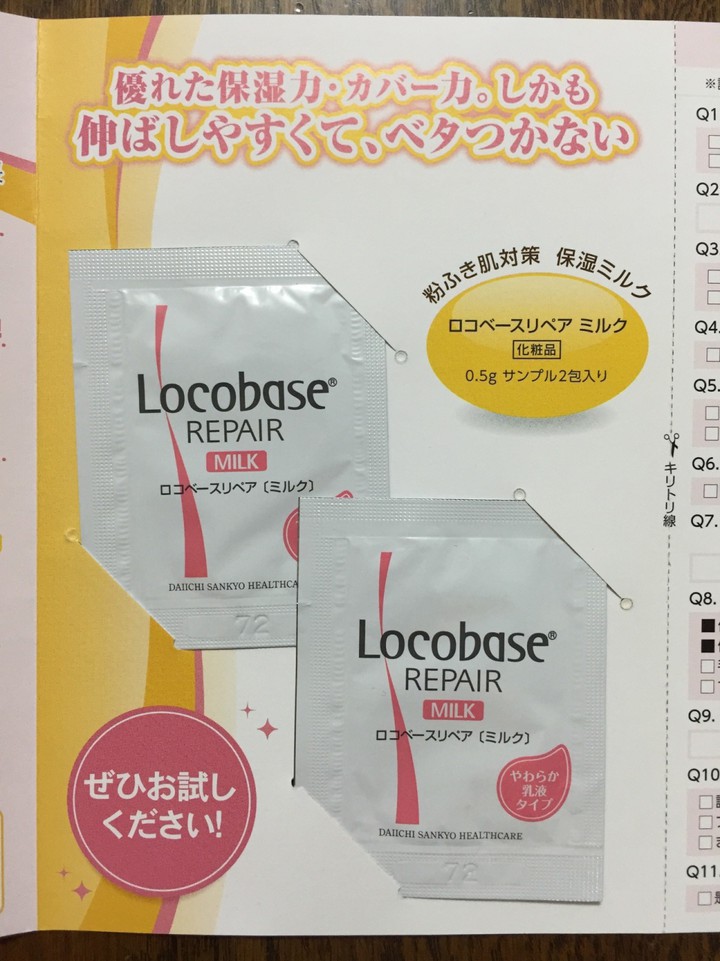 優れた保湿力・カバー力。しかも
伸ばしやすくて、ベタつかない
粉ふき肌対策 保湿ミルク
ロコベースリペア ミルク
化粧品
0.5g サンプル2包入り
Locobase®
REPAIR
MILK
ロコベースリペア〔ミルク〕
DAIICHI SANKYO HEALTHCA
72
Locobase®
REPAIR
MILK
ロコベースリペア〔ミルク〕
やわらか
乳液
タイプ
DAIICHI SANKYO HEALTHCARE
72
ぜひお試し
ください!
キリトリ線
Q1
Q2
Q3
Q4.
Q5.
Q6.
Q7.
Q8.
Q9.
Q10
Q11.